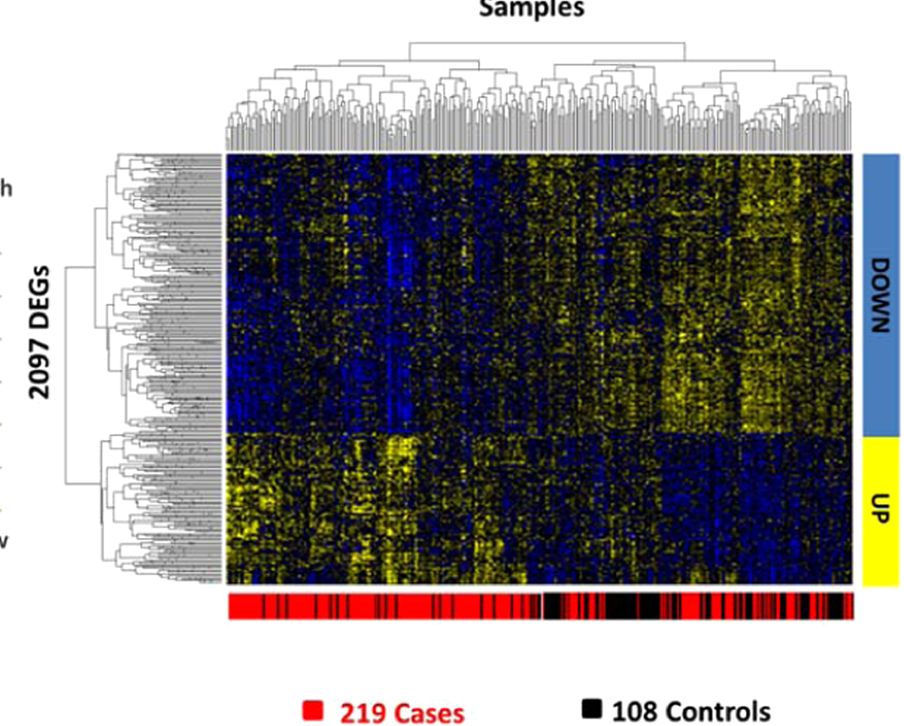 Samples
h
2097 DEGs
DOWN
UP
w
219 Cases
108 Controls